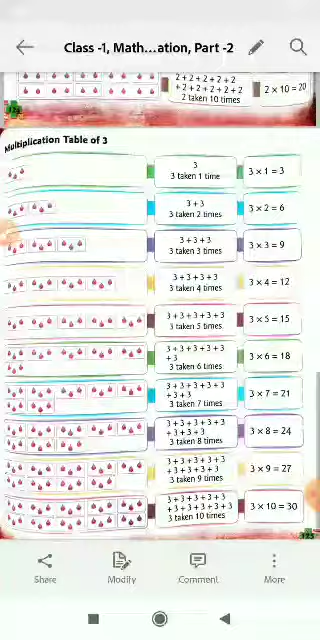 Class -1, Math...ation, Part -2
2 + 2 + 2 + 2 + 2
+ 2 + 2 + 2 + 2 + 2
2 taken 10 times
2 × 10 = 20
Multiplication Table of 3
3
3 taken 1 time
3 × 1 = 3
3 + 3
3 taken 2 times
3 × 2 = 6
3 + 3 + 3
3 taken 3 times
3 × 3 = 9
3 + 3 + 3 + 3
3 taken 4 times
3 × 4 = 12
3 + 3 + 3 + 3 + 3
3 taken 5 times
3 × 5 = 15
3 + 3 + 3 + 3 + 3
+ 3
3 taken 6 times
3 × 6 = 18
3 + 3 + 3 + 3 + 3
+ 3 + 3
3 taken 7 times
3 × 7 = 21
3 + 3 + 3 + 3 + 3
+ 3 + 3 + 3
3 taken 8 times
3 × 8 = 24
3 + 3 + 3 + 3 + 3
+ 3 + 3 + 3 + 3
3 taken 9 times
3 × 9 = 27
3 + 3 + 3 + 3 + 3
+ 3 + 3 + 3 + 3 + 3
3 taken 10 times
3 × 10 = 30
Share
Modify
Comment
More